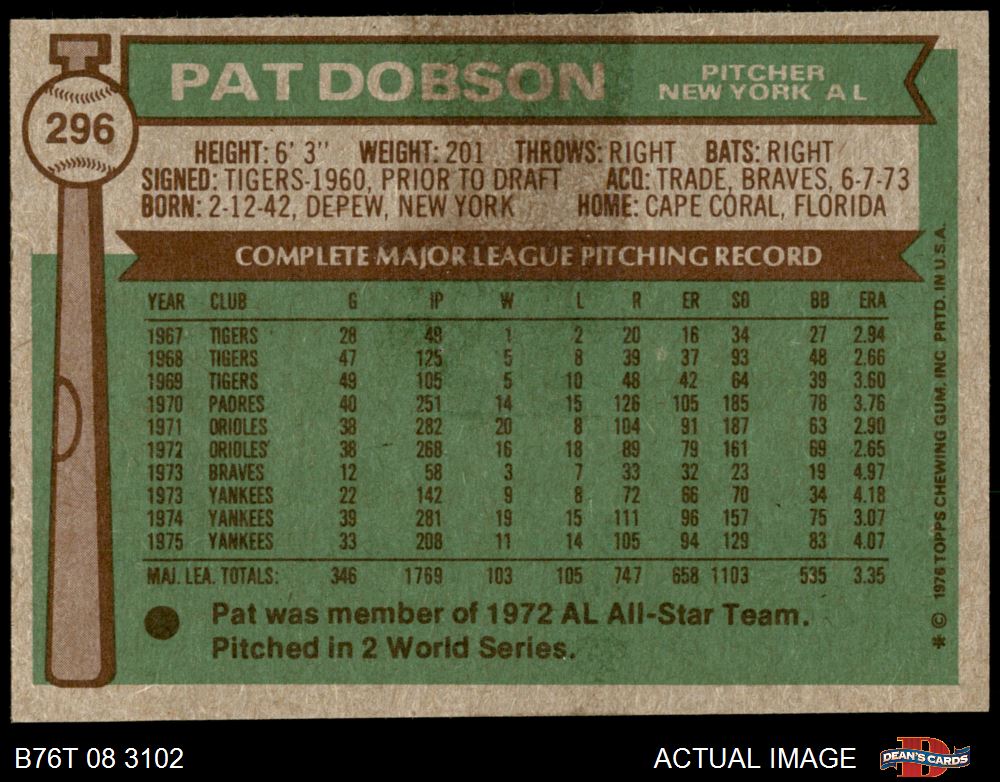 296
PAT DOBSON
PITCHER
NEW YORK A L
HEIGHT: 6' 3" WEIGHT: 201 THROWS: RIGHT BATS: RIGHT
SIGNED: TIGERS-1960, PRIOR TO DRAFT ACQ: TRADE, BRAVES, 6-7-73
BORN: 2-12-42, DEPEW, NEW YORK HOME: CAPE CORAL, FLORIDA
COMPLETE MAJOR LEAGUE PITCHING RECORD
YEAR CLUB G IP W L R ER SO BB ERA
1967 TIGERS 28 49 1 2 20 16 34 27 2.94
1968 TIGERS 47 125 5 8 39 37 93 48 2.66
1969 TIGERS 49 105 5 10 48 42 64 39 3.60
1970 PADRES 40 251 14 15 126 105 185 78 3.76
1971 ORIOLES 38 282 20 8 104 91 187 63 2.90
1972 ORIOLES 38 268 16 18 89 79 161 69 2.65
1973 BRAVES 12 58 3 7 33 32 23 19 4.97
1973 YANKEES 22 142 9 8 72 66 70 34 4.18
1974 YANKEES 39 281 19 15 111 96 157 75 3.07
1975 YANKEES 33 208 11 14 105 94 129 83 4.07
MAJ. LEA. TOTALS: 346 1769 103 105 747 658 1103 535 3.35
Pat was member of 1972 AL All-Star Team.
Pitched in 2 World Series.
* © 1976 TOPPS CHEWING GUM, INC. PRTD. IN U.S.A.
B76T 08 3102
ACTUAL IMAGE
DEAN'S CARDS